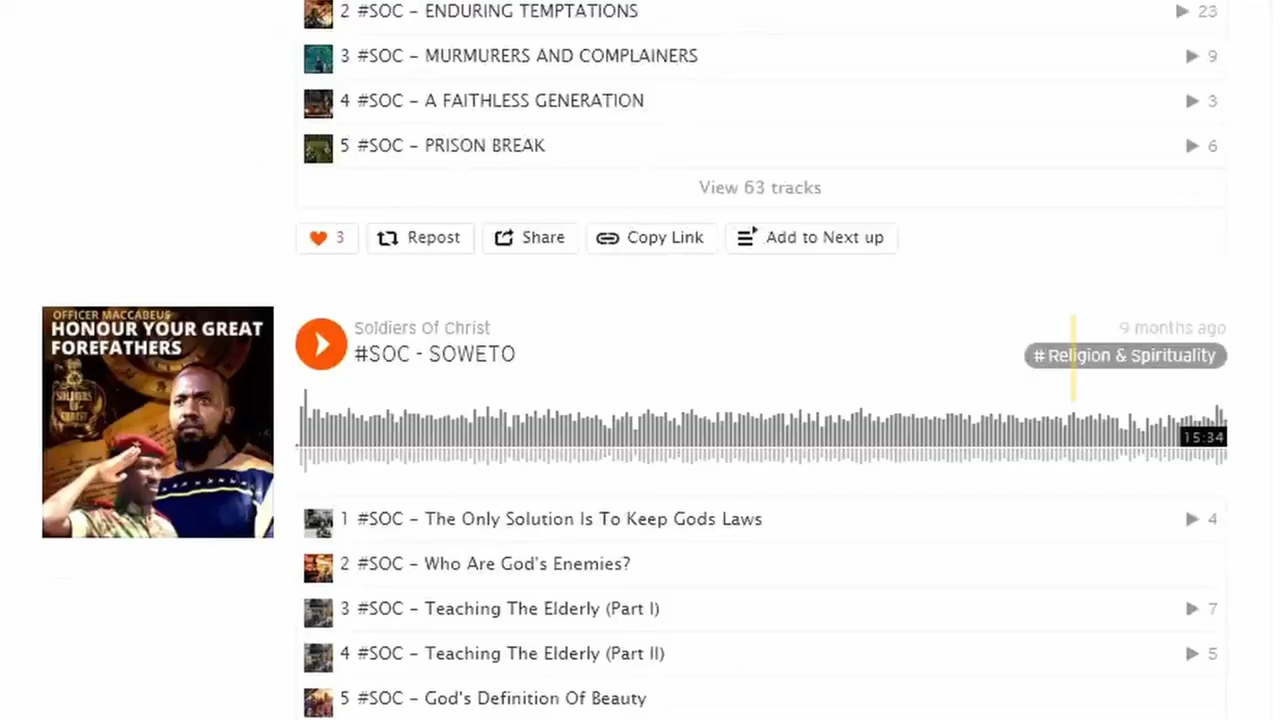 2 #SOC - ENDURING TEMPTATIONS 23
3 #SOC - MURMURERS AND COMPLAINERS 9
4 #SOC - A FAITHLESS GENERATION 3
5 #SOC - PRISON BREAK 6
View 63 tracks
3 Repost Share Copy Link Add to Next up
OFFICER MACCABEUS
HONOUR YOUR GREAT
FOREFATHERS
SOLDIERS
OF
CHRIST
Soldiers Of Christ 9 months ago
#SOC - SOWETO # Religion & Spirituality
15:34
1 #SOC - The Only Solution Is To Keep Gods Laws 4
2 #SOC - Who Are God's Enemies?
3 #SOC - Teaching The Elderly (Part I) 7
4 #SOC - Teaching The Elderly (Part II) 5
5 #SOC - God's Definition Of Beauty